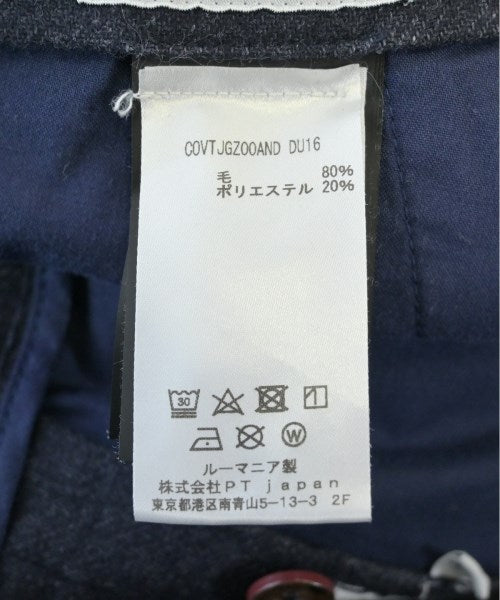 COVTJGZ00AND DU16
毛 80%
ポリエステル 20%
30
W
ルーマニア製
株式会社PT japan
東京都港区南青山5-13-3 2F